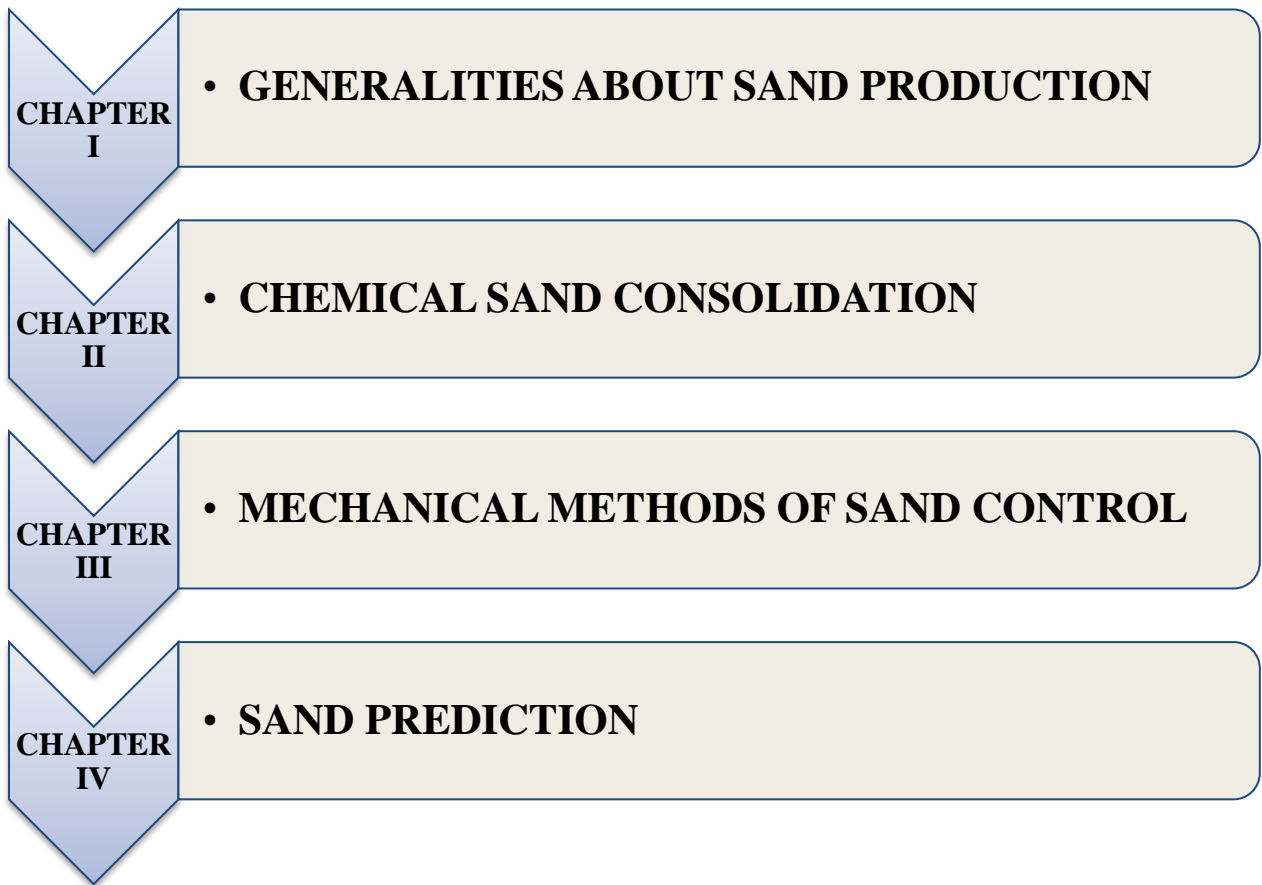 CHAPTER
I
• GENERALITIES ABOUT SAND PRODUCTION
CHAPTER
II
• CHEMICAL SAND CONSOLIDATION
CHAPTER
III
• MECHANICAL METHODS OF SAND CONTROL
CHAPTER
IV
• SAND PREDICTION